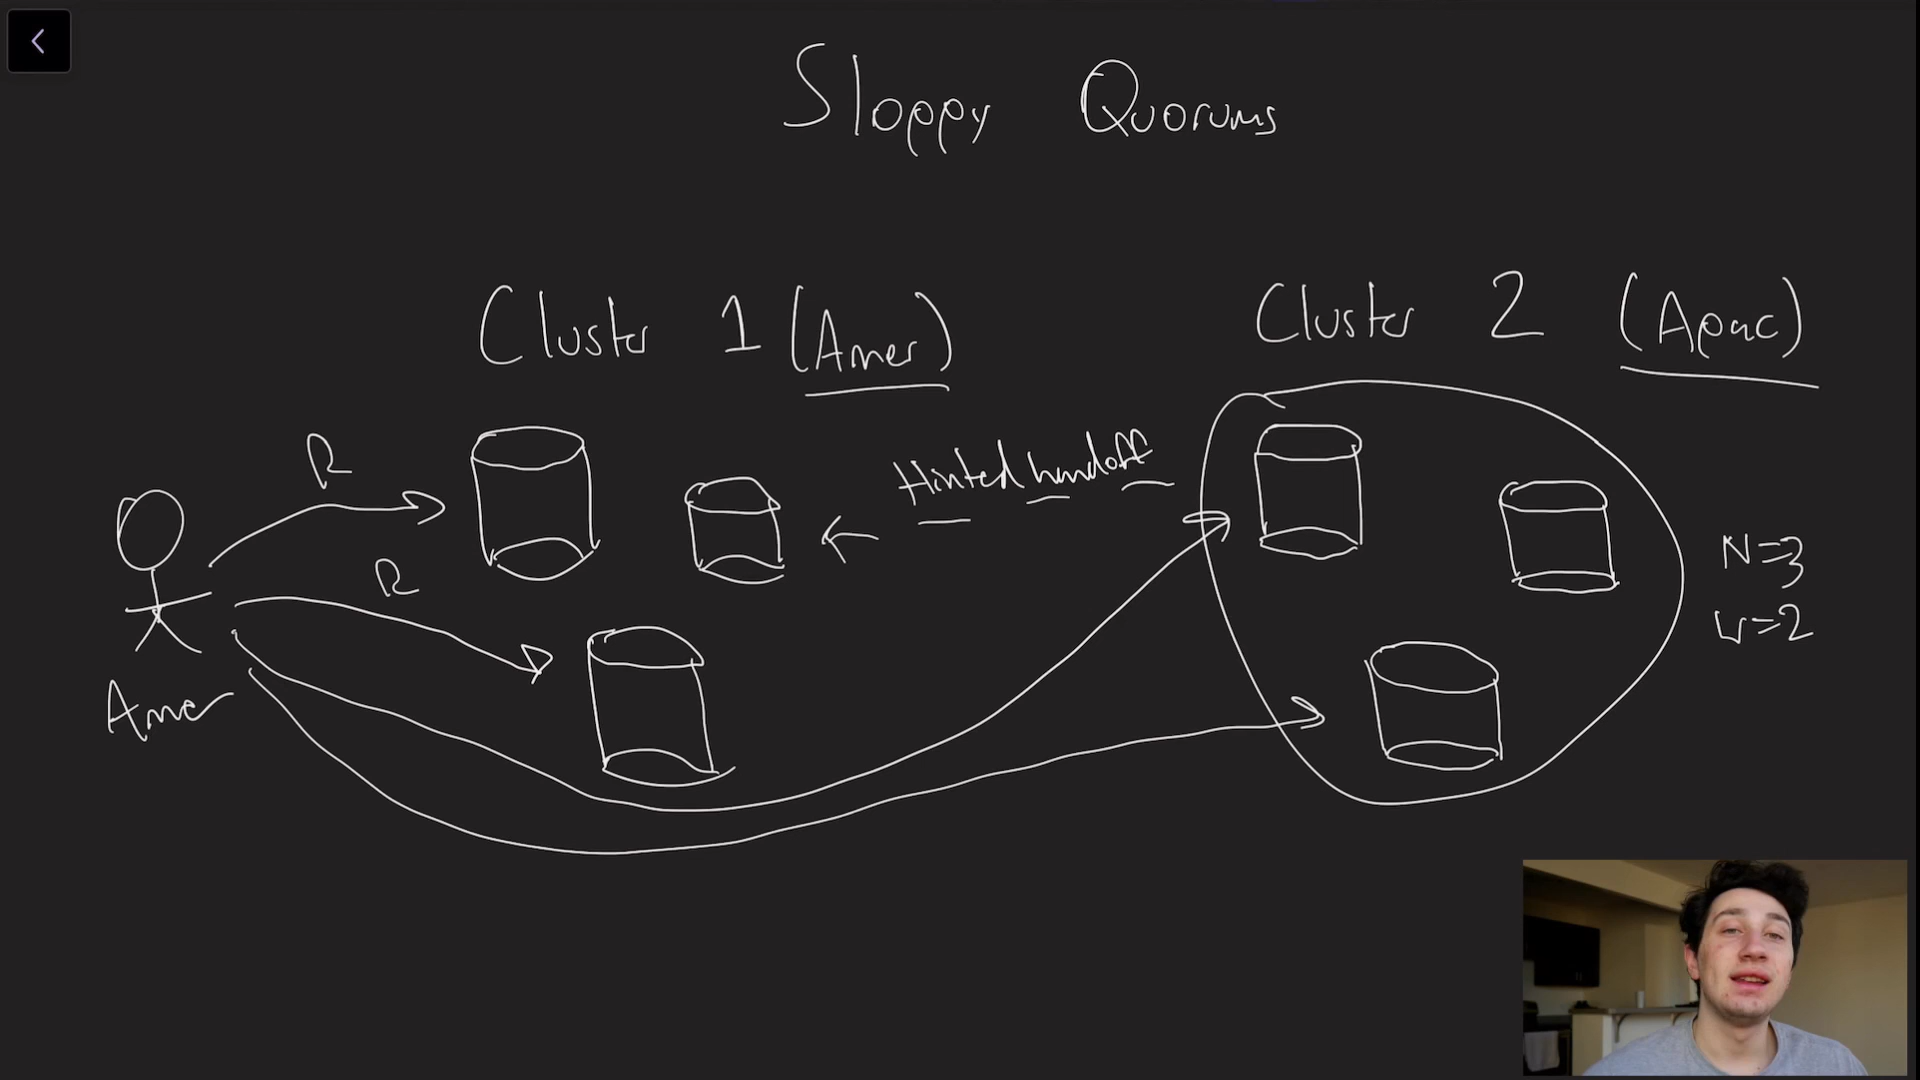 Sloppy Quorums
Cluster 1 (Amer)
Cluster 2 (Apac)
R
Hinted handoff
R
N=3
W=2
Amer